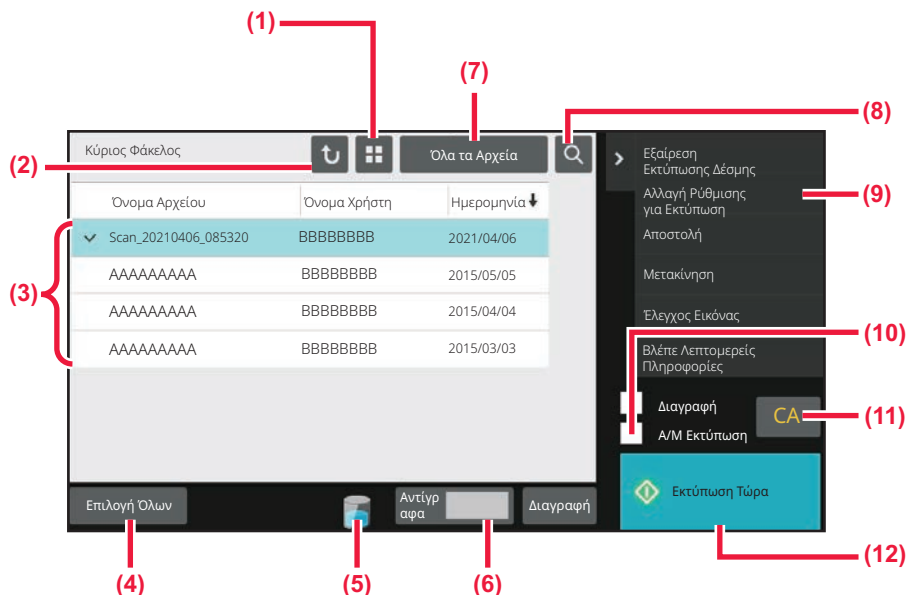 (1)
(7)
(8)
(2)
Κύριος Φάκελος
Όλα τα Αρχεία
Όνομα Αρχείου Όνομα Χρήστη Ημερομηνία
(3)
Scan_20210406_085320 BBBBBBBB 2021/04/06
AAAAAAAAA BBBBBBBB 2015/05/05
AAAAAAAAA BBBBBBBB 2015/04/04
AAAAAAAAA BBBBBBBB 2015/03/03
Εξαίρεση
Εκτύπωσης Δέσμης
(9)
Αλλαγή Ρύθμισης
για Εκτύπωση
Αποστολή
Μετακίνηση
Έλεγχος Εικόνας
(10)
Βλέπε Λεπτομερείς
Πληροφορίες
Διαγραφή
CA
(11)
Α/Μ Εκτύπωση
Επιλογή Όλων
Αντίγρ
αφα
Διαγραφή
Εκτύπωση Τώρα
(12)
(4)
(5)
(6)